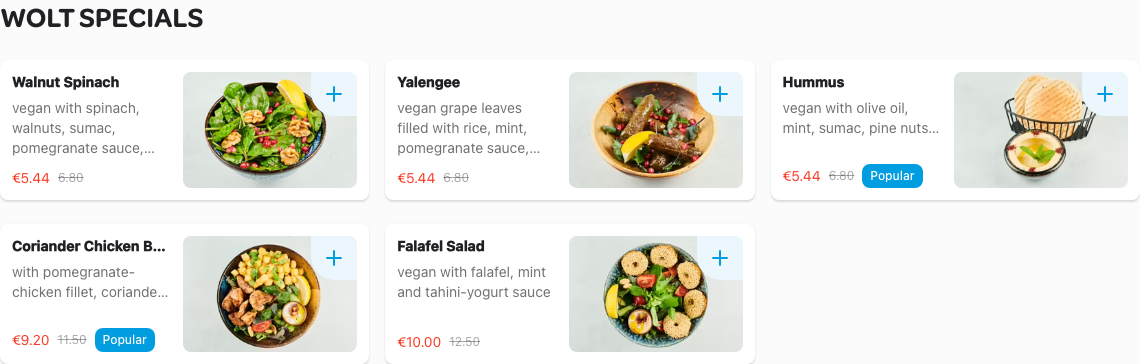 WOLT SPECIALS
Walnut Spinach
vegan with spinach,
walnuts, sumac,
pomegranate sauce,...
€5.44 6.80
Yalengee
vegan grape leaves
filled with rice, mint,
pomegranate sauce,...
€5.44 6.80
Hummus
vegan with olive oil,
mint, sumac, pine nuts...
€5.44 6.80 Popular
Coriander Chicken B...
with pomegranate-
chicken fillet, coriande...
€9.20 11.50 Popular
Falafel Salad
vegan with falafel, mint
and tahini-yogurt sauce
€10.00 12.50